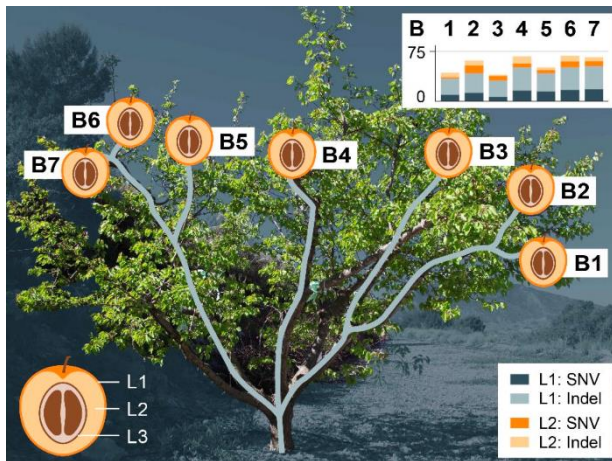 B 1 2 3 4 5 6 7
75
0
B6
B7
B5
B4
B3
B2
B1
L1
L2
L3
L1: SNV
L1: Indel
L2: SNV
L2: Indel